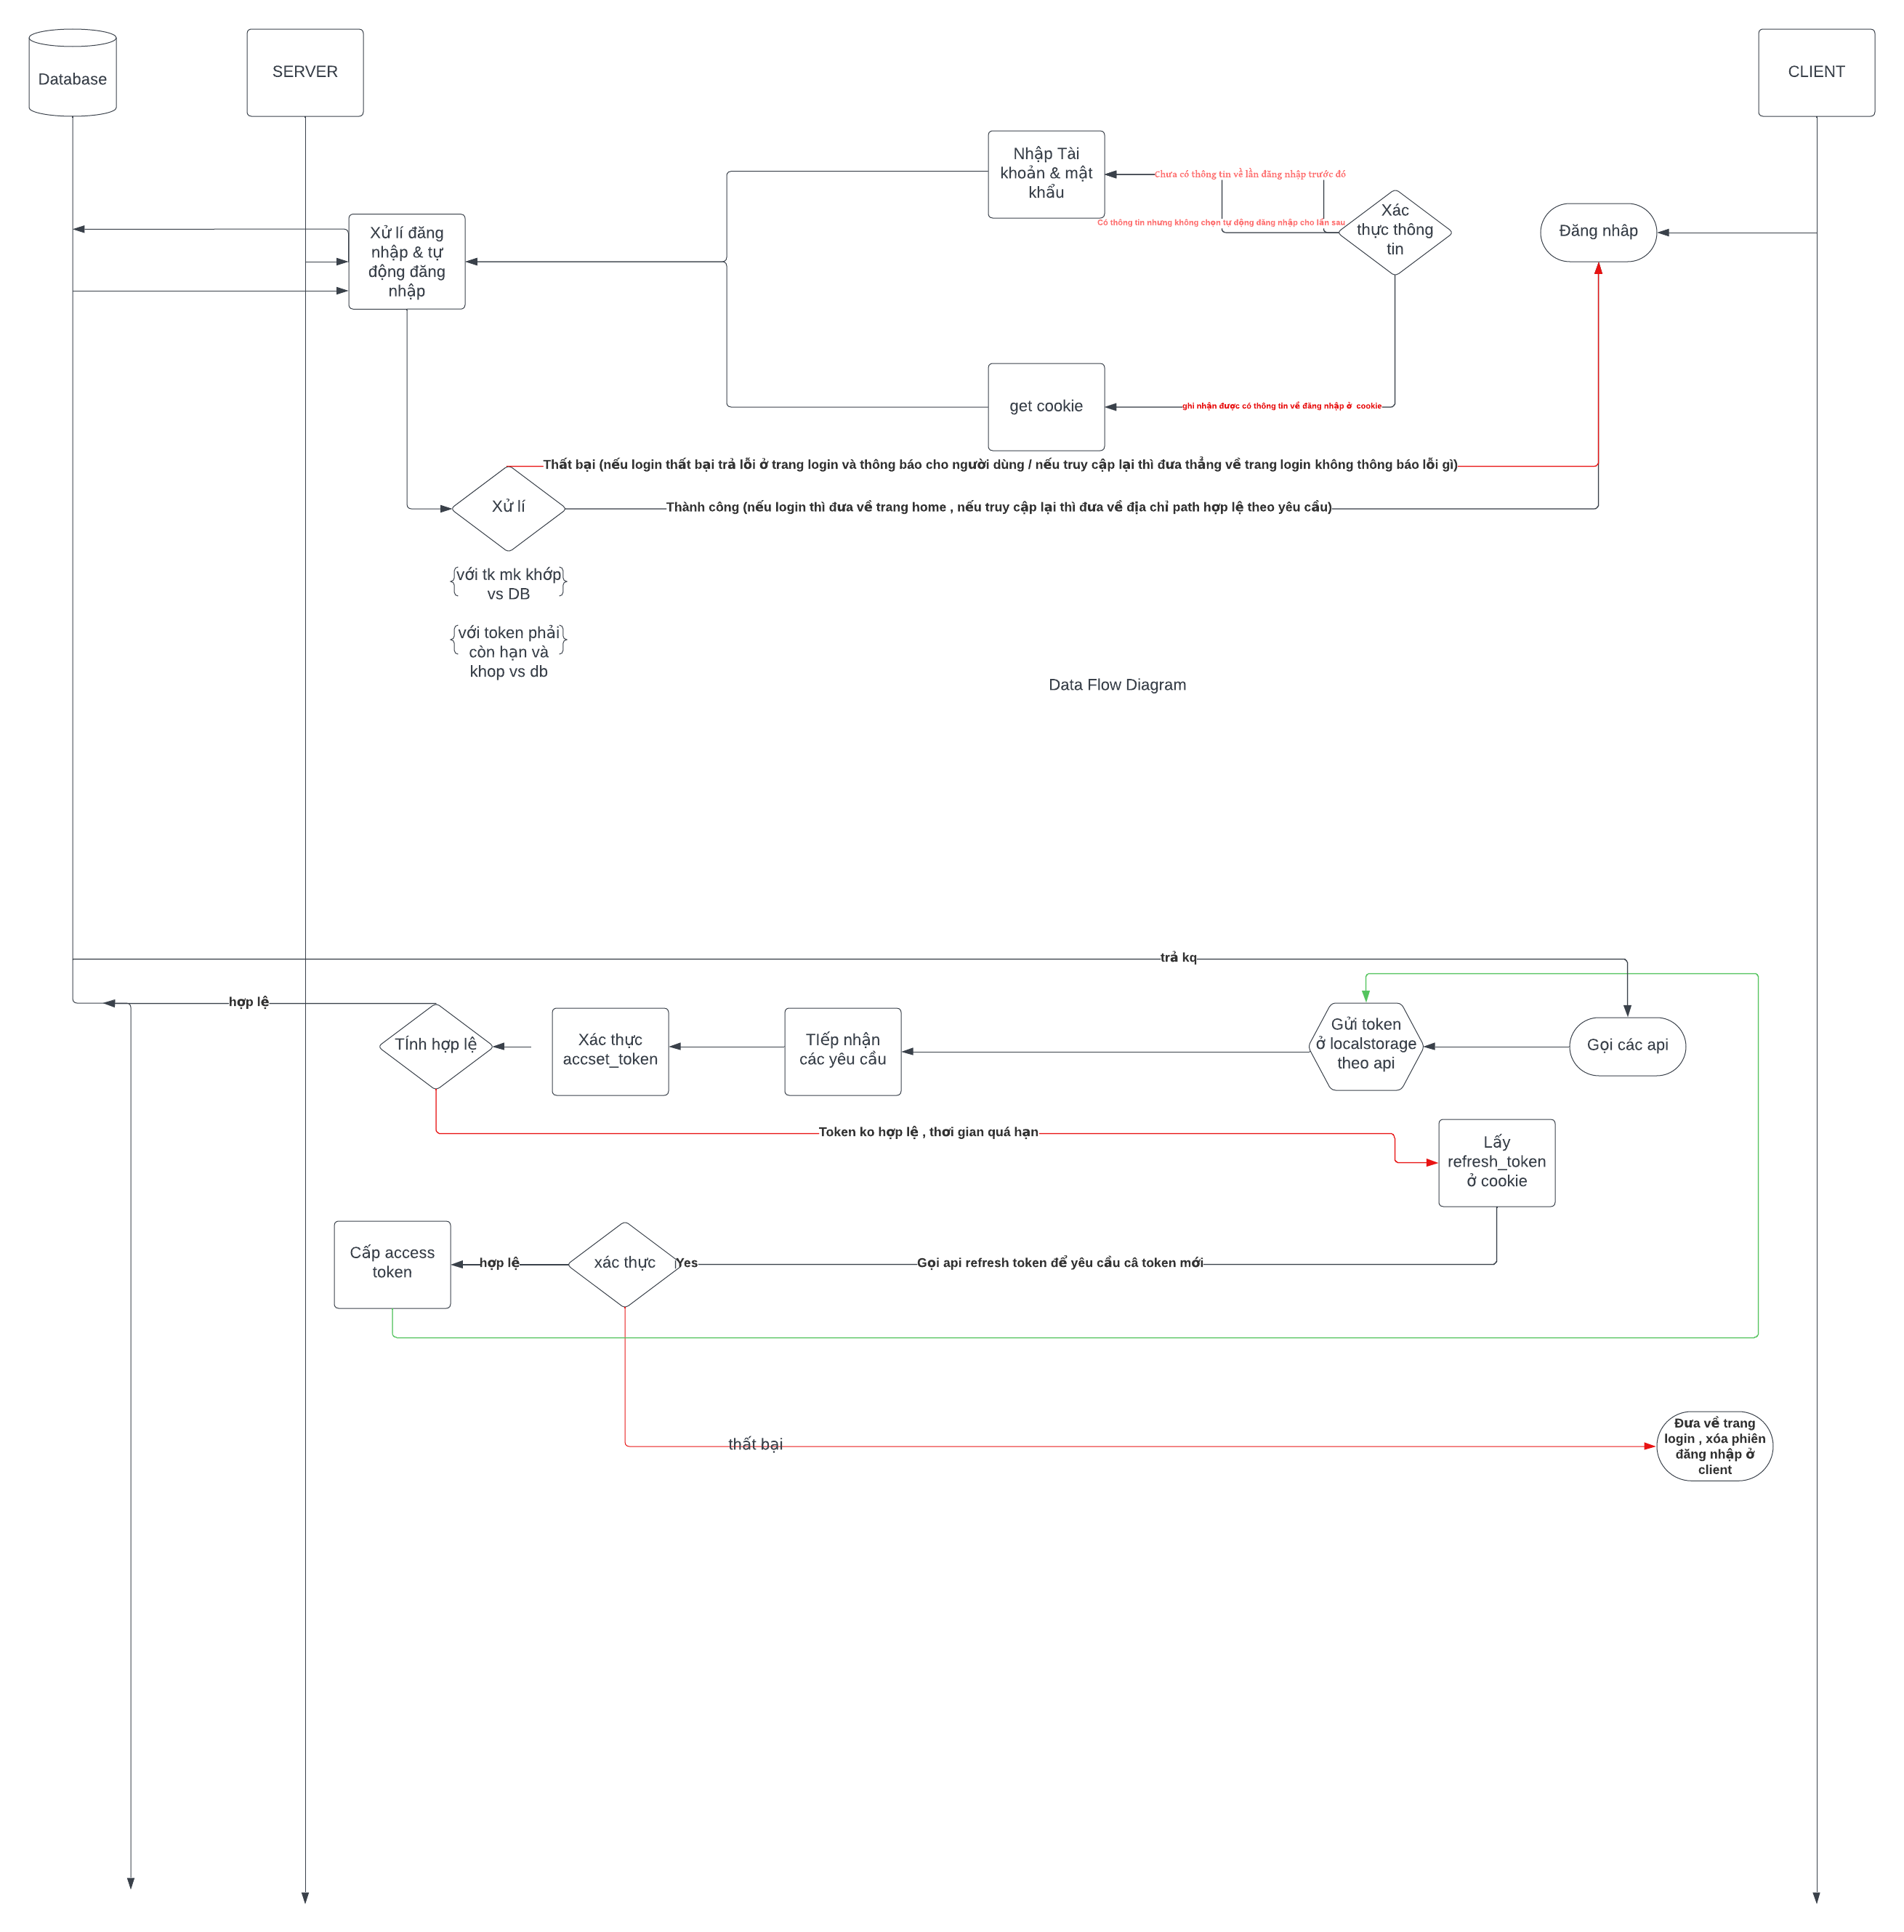 Database
SERVER
CLIENT
Nhập Tài
khoản & mật
khẩu
Chưa có thông tin về lần đăng nhập trước đó
Có thông tin nhưng không chọn tự động đăng nhập cho lần sau
Xác
thực thông
tin
Đăng nhâp
Xử lí đăng
nhập & tự
động đăng
nhập
get cookie
ghi nhận được có thông tin về đăng nhập ở cookie
Thất bại (nếu login thất bại trả lỗi ở trang login và thông báo cho người dùng / nếu truy cập lại thì đưa thẳng về trang login không thông báo lỗi gì)
Xử lí
Thành công (nếu login thì đưa về trang home , nếu truy cập lại thì đưa về địa chỉ path hợp lệ theo yêu cầu)
với tk mk khớp
vs DB
với token phải
còn hạn và
khop vs db
Data Flow Diagram
trả kq
hợp lệ
TÍnh hợp lệ
Xác thực
accset_token
TIếp nhận
các yêu cầu
Gửi token
ở localstorage
theo api
Gọi các api
Token ko hợp lệ , thơi gian quá hạn
Lấy
refresh_token
ở cookie
Cấp access
token
hợp lệ
xác thực
Yes
Gọi api refresh token để yêu cầu câ token mới
thất bại
Đưa về trang
login , xóa phiên
đăng nhập ở
client